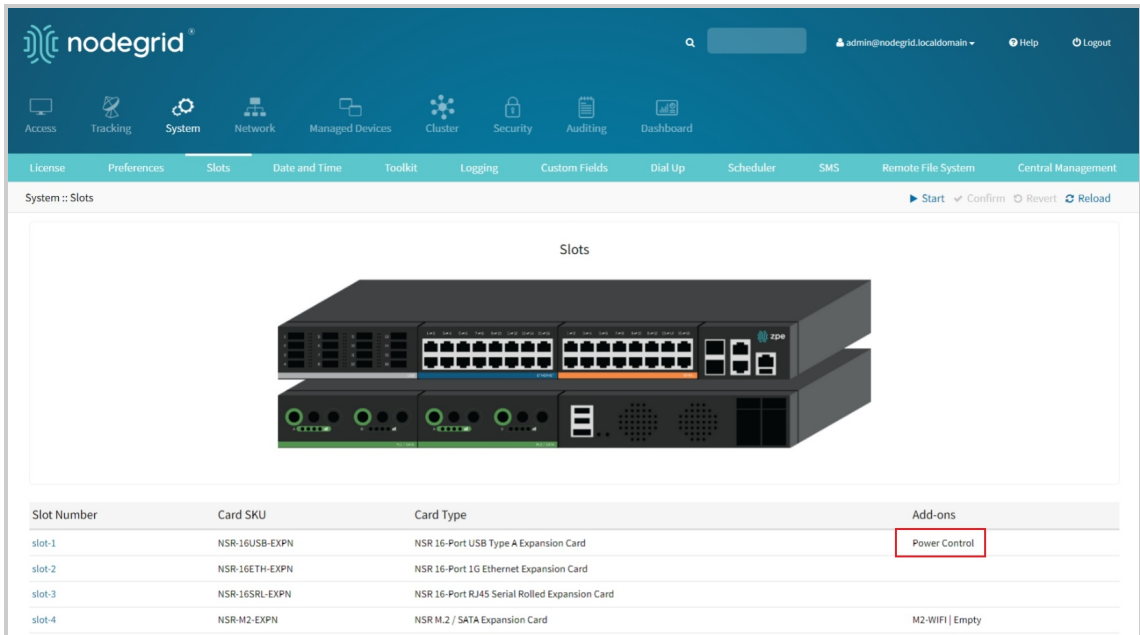 nodegrid®
admin@nodegrid.localdomain
Help
Logout
Access
Tracking
System
Network
Managed Devices
Cluster
Security
Auditing
Dashboard
License
Preferences
Slots
Date and Time
Toolkit
Logging
Custom Fields
Dial Up
Scheduler
SMS
Remote File System
Central Management
System :: Slots
Start
Confirm
Revert
Reload
Slots
zpe
Slot Number Card SKU Card Type Add-ons
slot-1 NSR-16USB-EXPN NSR 16-Port USB Type A Expansion Card Power Control
slot-2 NSR-16ETH-EXPN NSR 16-Port 1G Ethernet Expansion Card
slot-3 NSR-16SRL-EXPN NSR 16-Port RJ45 Serial Rolled Expansion Card
slot-4 NSR-M2-EXPN NSR M.2 / SATA Expansion Card M2-WIFI | Empty